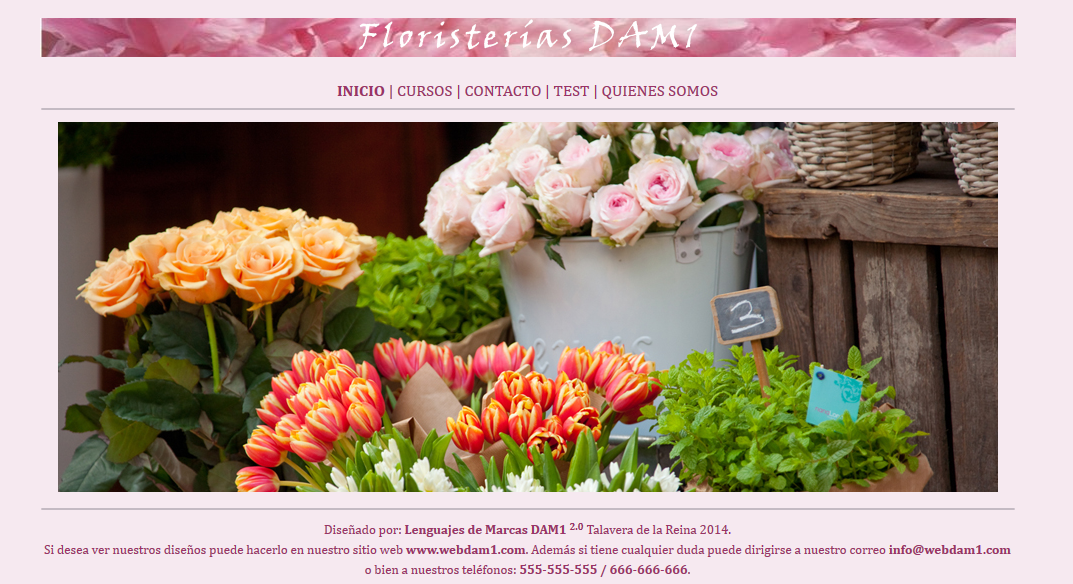 Floristerías DAM1
INICIO | CURSOS | CONTACTO | TEST | QUIENES SOMOS
3
Diseñado por: Lenguajes de Marcas DAM1 2.0 Talavera de la Reina 2014.
Si desea ver nuestros diseños puede hacerlo en nuestro sitio web www.webdam1.com. Además si tiene cualquier duda puede dirigirse a nuestro correo info@webdam1.com
o bien a nuestros teléfonos: 555-555-555 / 666-666-666.